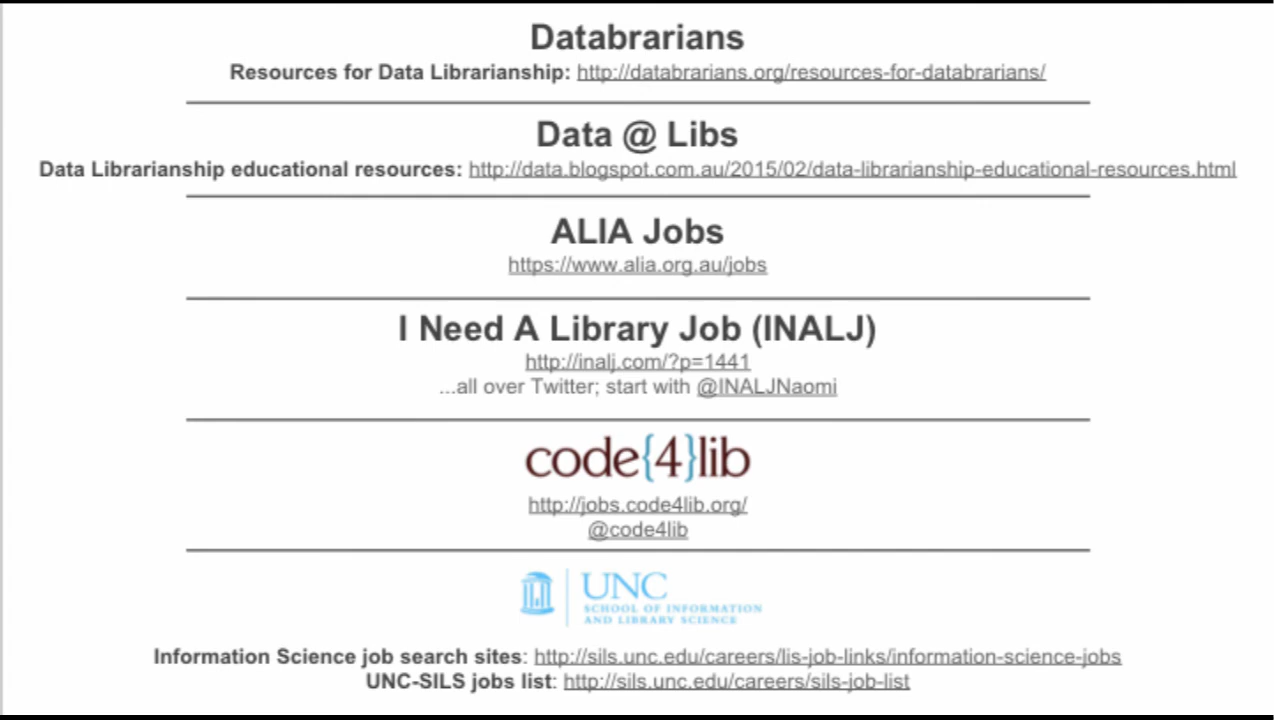 Databrarians
Resources for Data Librarianship: http://databrarians.org/resources-for-databrarians/
Data @ Libs
Data Librarianship educational resources: http://data.blogspot.com.au/2015/02/data-librarianship-educational-resources.html
ALIA Jobs
https://www.alia.org.au/jobs
I Need A Library Job (INALJ)
http://inalj.com/?p=1441
...all over Twitter; start with @INALJNaomi
code{4}lib
http://jobs.code4lib.org/
@code4lib
UNC
SCHOOL OF INFORMATION
AND LIBRARY SCIENCE
Information Science job search sites: http://sils.unc.edu/careers/lis-job-links/information-science-jobs
UNC-SILS jobs list: http://sils.unc.edu/careers/sils-job-list